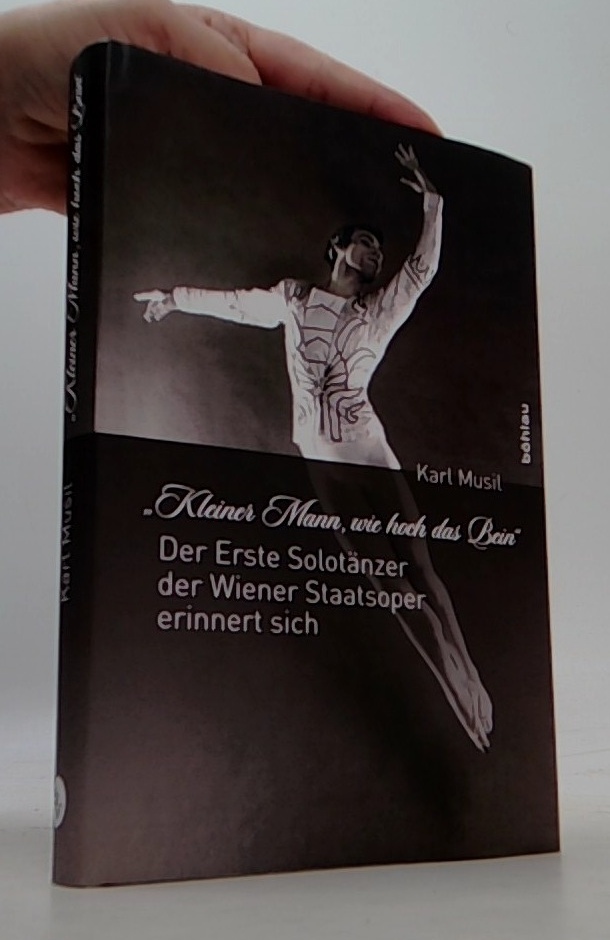 böhlau
Karl Musil
„Kleiner Mann, wie hoch das Bein“
Der Erste Solotänzer
der Wiener Staatsoper
erinnert sich
Karl Musil
„Kleiner Mann, wie hoch das Bein“